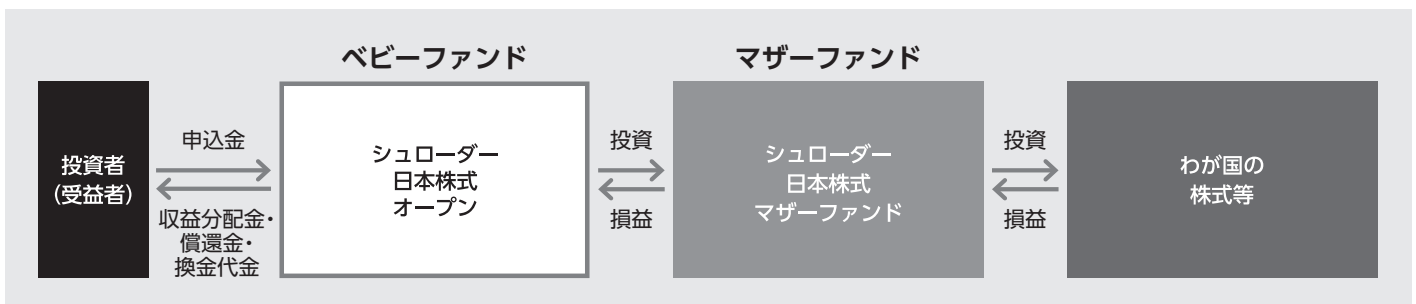 ベビーファンド
マザーファンド
投資者
(受益者)
申込金
収益分配金・
償還金・
換金代金
シュローダー
日本株式
オープン
投資
損益
シュローダー
日本株式
マザーファンド
投資
損益
わが国の
株式等